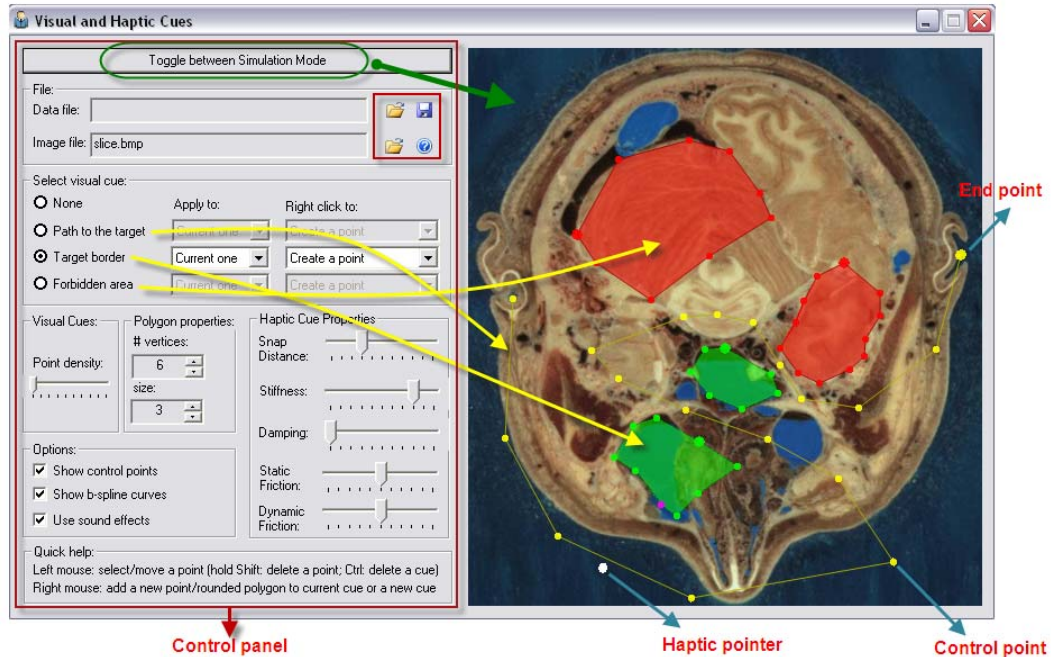 Visual and Haptic Cues
Toggle between Simulation Mode
File:
Data file:
Image file: slice.bmp
Select visual cue:
None
Apply to:
Right click to:
Path to the target
Current one
Create a point
Target border
Current one
Create a point
Forbidden area
Current one
Create a point
Visual Cues:
Point density:
Polygon properties:
# vertices:
6
size:
3
Haptic Cue Properties
Snap
Distance:
Stiffness:
Damping:
Static
Friction:
Dynamic
Friction:
Options:
Show control points
Show b-spline curves
Use sound effects
Quick help:
Left mouse: select/move a point (hold Shift: delete a point; Ctrl: delete a cue)
Right mouse: add a new point/rounded polygon to current cue or a new cue
End point
Control panel
Haptic pointer
Control point